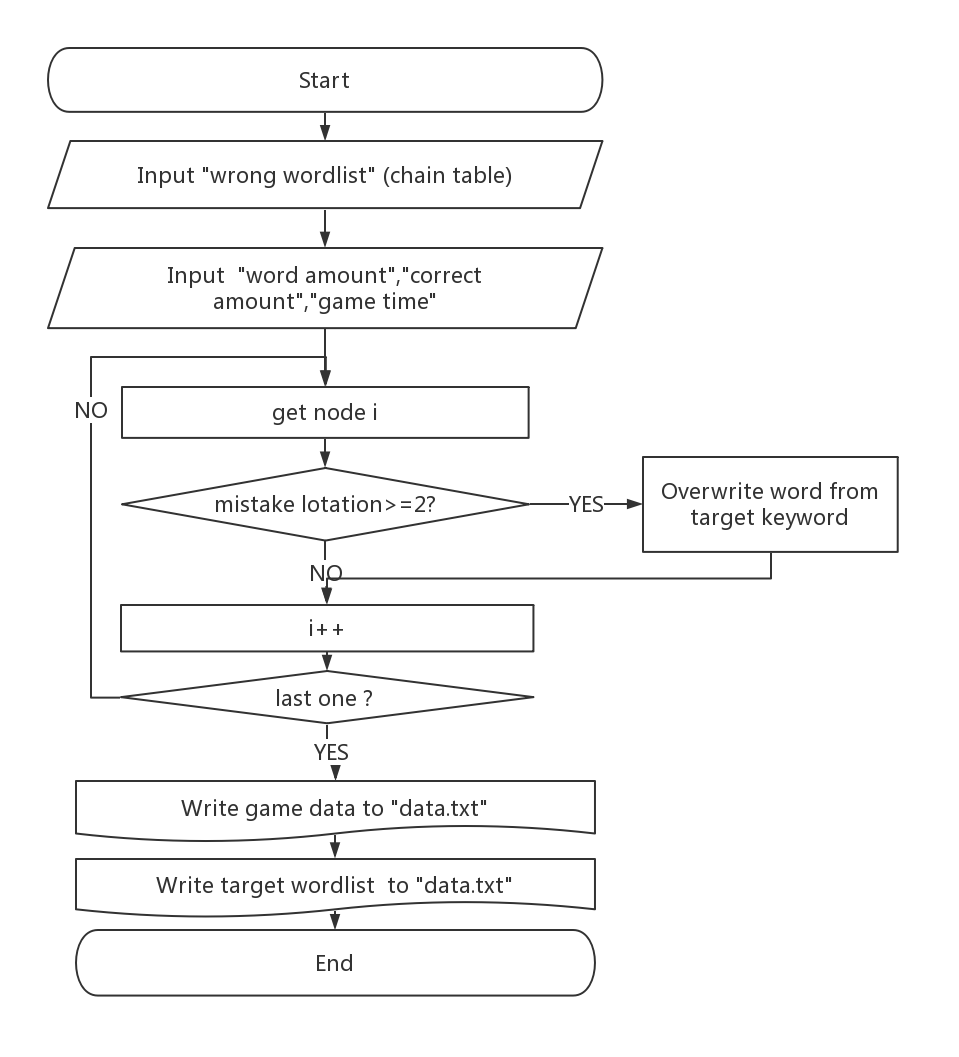 Start
Input "wrong wordlist" (chain table)
Input  "word amount","correct
amount","game time"
NO
get node i
mistake lotation>=2?
YES
Overwrite word from
target keyword
NO
i++
last one ?
YES
Write game data to "data.txt"
Write target wordlist  to "data.txt"
End